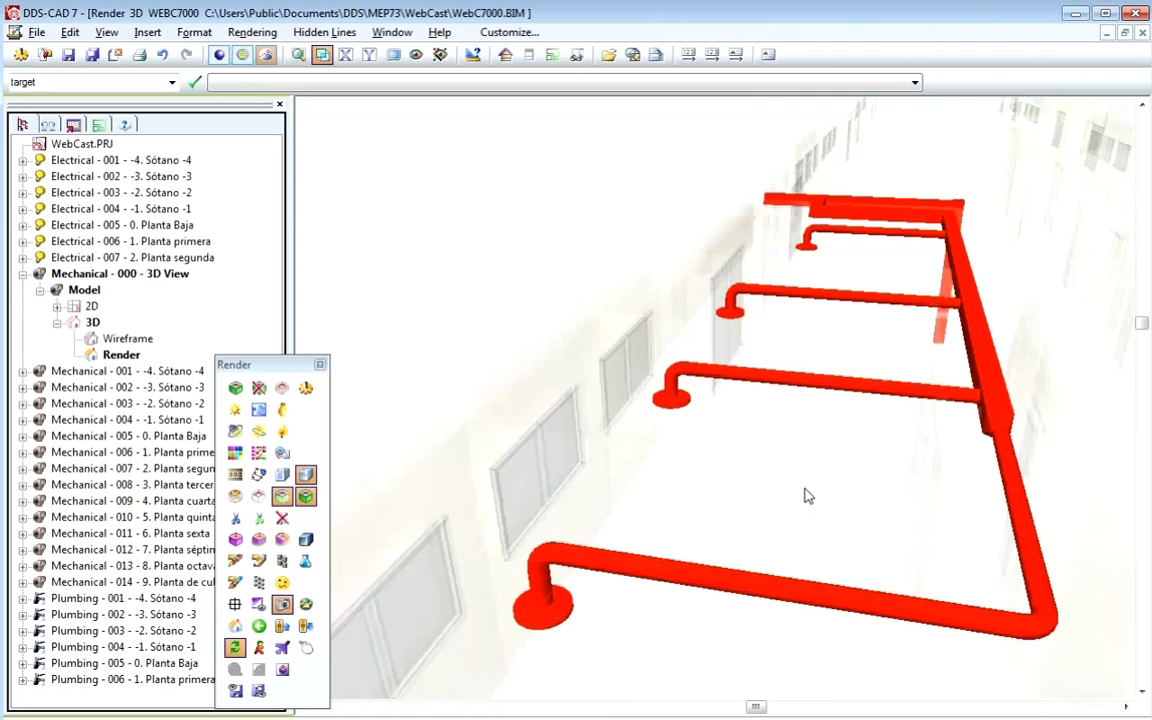 DDS-CAD 7 - [Render 3D WEBC7000 C:\Users\Public\Documents\DDS\MEP73\WebCast\WebC7000.BIM ]
File Edit View Insert Format Rendering Hidden Lines Window Help Customize...
target
WebCast.PRJ
Electrical - 001 - -4. Sótano -4
Electrical - 002 - -3. Sótano -3
Electrical - 003 - -2. Sótano -2
Electrical - 004 - -1. Sótano -1
Electrical - 005 - 0. Planta Baja
Electrical - 006 - 1. Planta primera
Electrical - 007 - 2. Planta segunda
Mechanical - 000 - 3D View
Model
2D
3D
Wireframe
Render
Render
Mechanical - 001 - -4. Sótano -4
Mechanical - 002 - -3. Sótano -3
Mechanical - 003 - -2. Sótano -2
Mechanical - 004 - -1. Sótano -1
Mechanical - 005 - 0. Planta Baja
Mechanical - 006 - 1. Planta prime
Mechanical - 007 - 2. Planta segun
Mechanical - 008 - 3. Planta tercer
Mechanical - 009 - 4. Planta cuarta
Mechanical - 010 - 5. Planta quinta
Mechanical - 011 - 6. Planta sexta
Mechanical - 012 - 7. Planta séptin
Mechanical - 013 - 8. Planta octava
Mechanical - 014 - 9. Planta de cul
Plumbing - 001 - -4. Sótano -4
Plumbing - 002 - -3. Sótano -3
Plumbing - 003 - -2. Sótano -2
Plumbing - 004 - -1. Sótano -1
Plumbing - 005 - 0. Planta Baja
Plumbing - 006 - 1. Planta primera